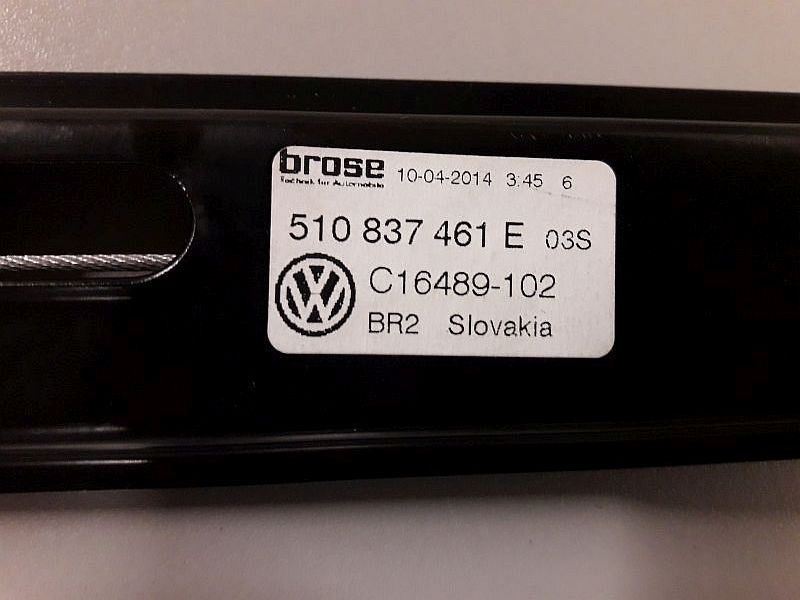 brose 10-04-2014 3:45 6
Technik für Automobile
510 837 461 E 03S
C16489-102
BR2 Slovakia